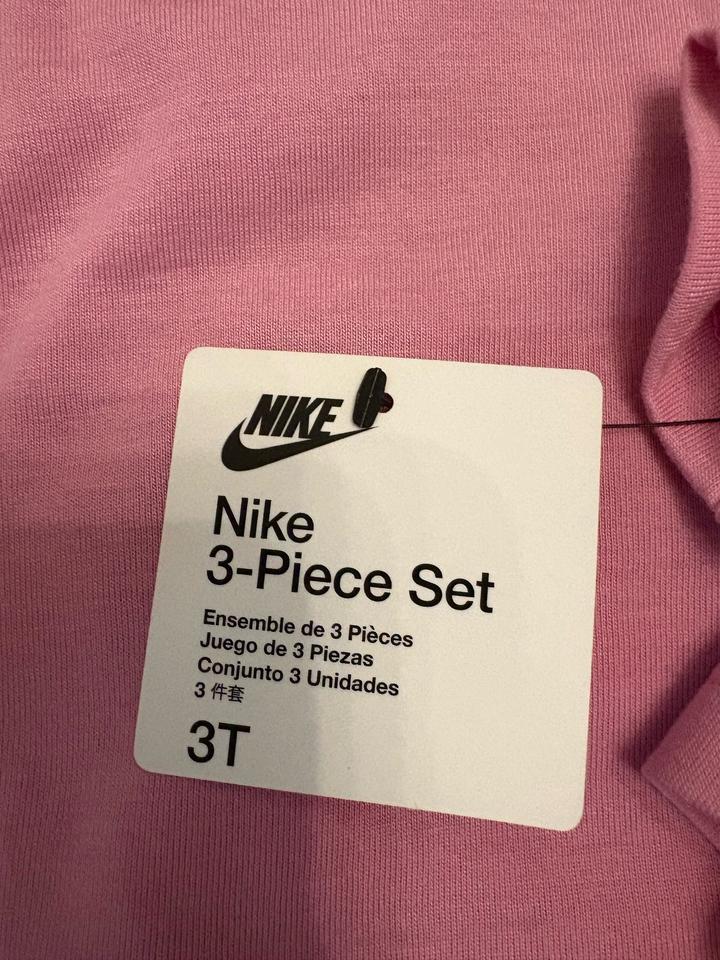 NIKE
Nike
3-Piece Set
Ensemble de 3 Pièces
Juego de 3 Piezas
Conjunto 3 Unidades
3 件套
3T